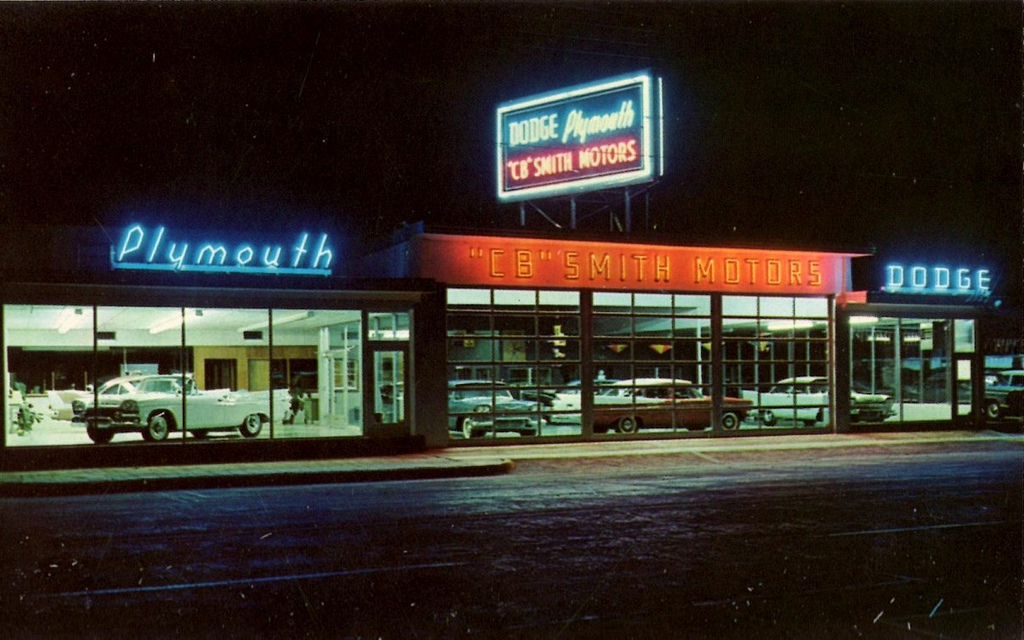 DODGE Plymouth
"CB" SMITH MOTORS
Plymouth
"CB" SMITH MOTORS
DODGE